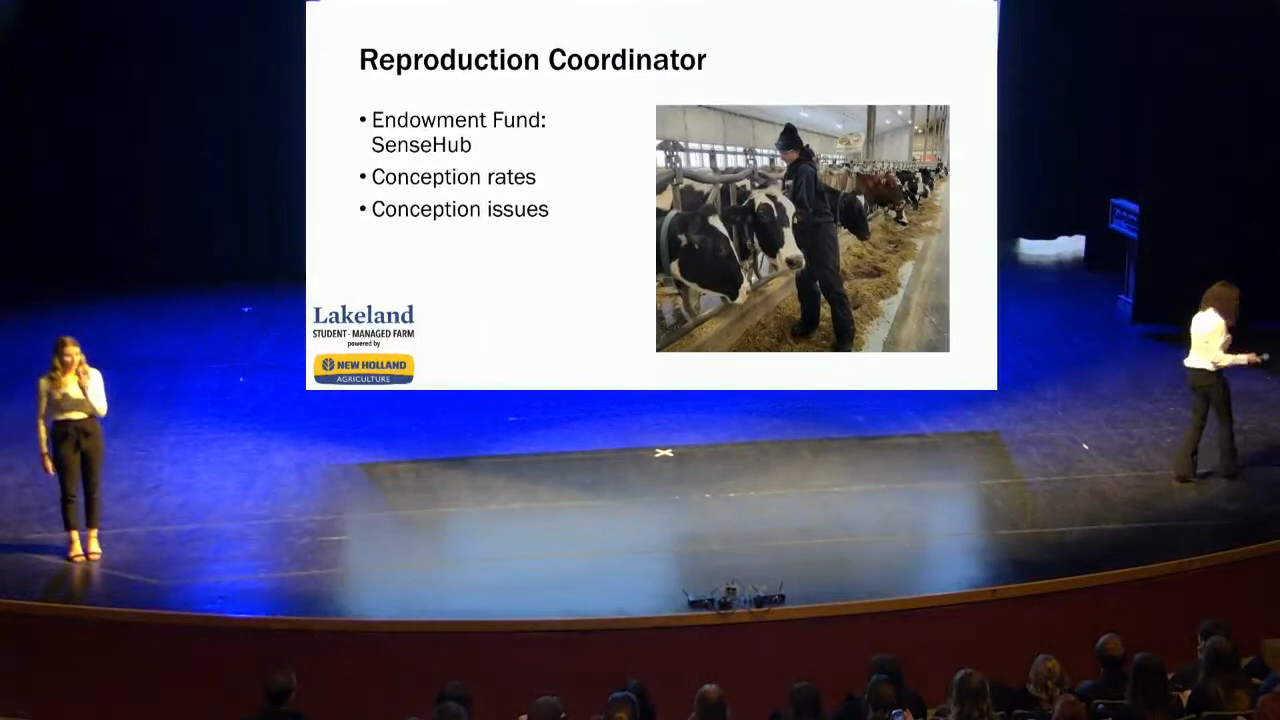 Reproduction Coordinator
• Endowment Fund:
SenseHub
• Conception rates
• Conception issues
Lakeland
STUDENT - MANAGED FARM
powered by
NEW HOLLAND
AGRICULTURE